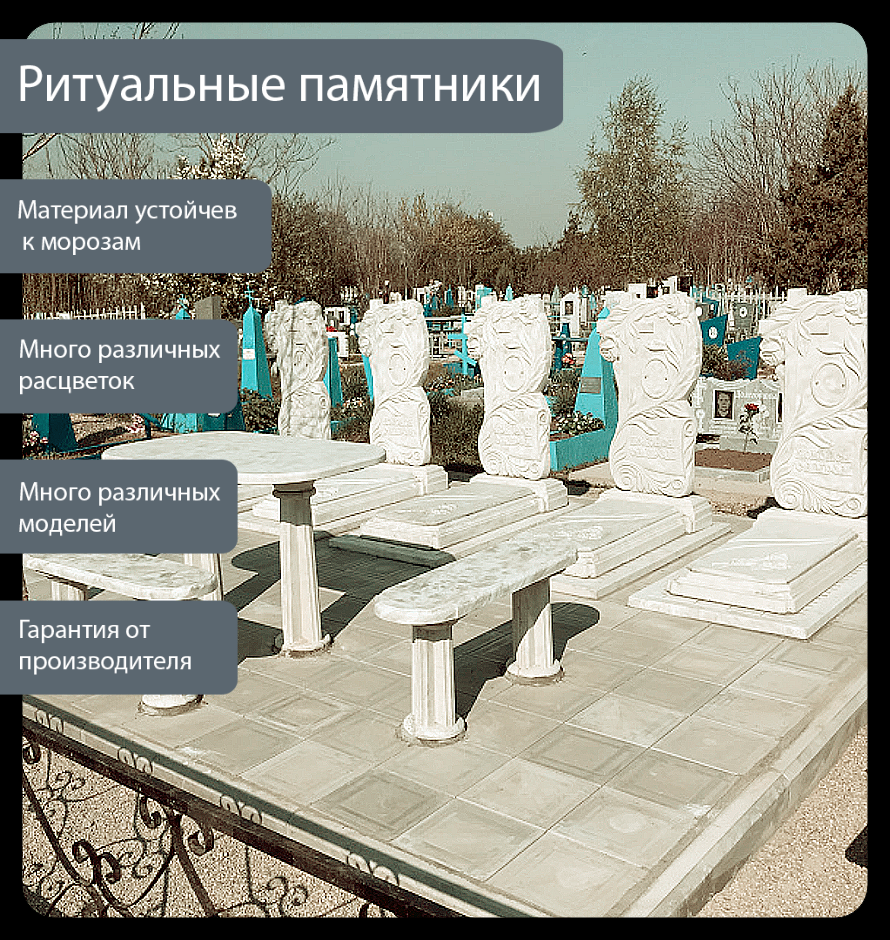 Ритуальные памятники
Материал устойчев
к морозам
Много различных
расцветок
Много различных
моделей
Гарантия от
производителя